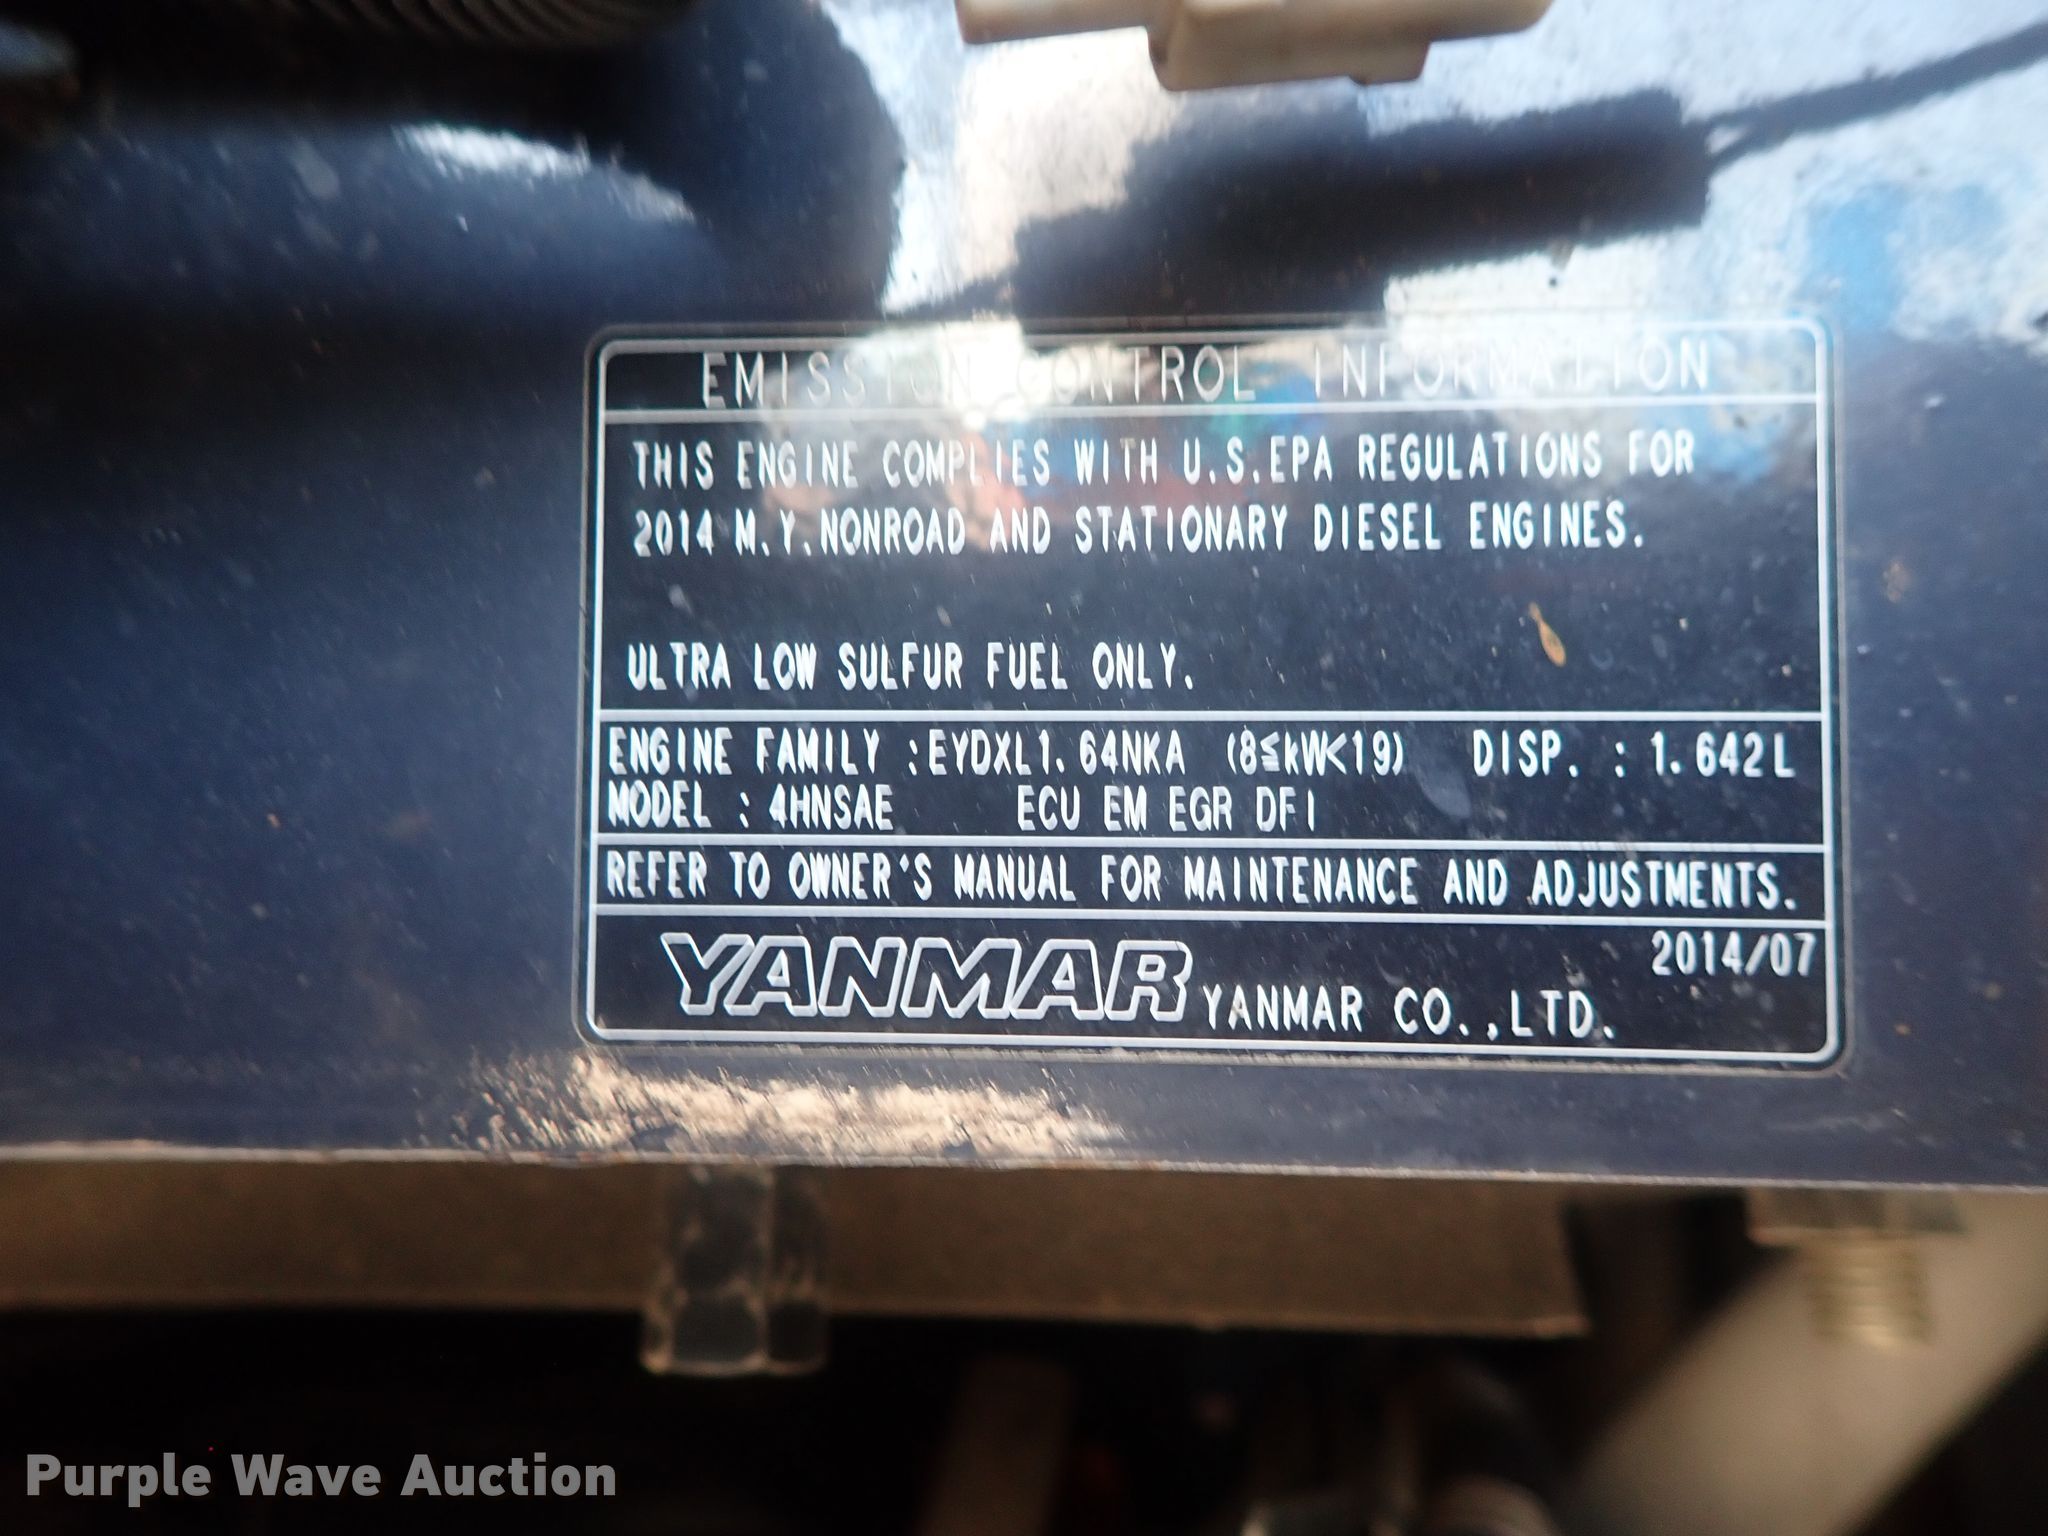 EMISSION CONTROL INFORMATION
THIS ENGINE COMPLIES WITH U.S.EPA REGULATIONS FOR
2014 M.Y.NONROAD AND STATIONARY DIESEL ENGINES.
ULTRA LOW SULFUR FUEL ONLY.
ENGINE FAMILY :EYDXL1.64NKA (8≦kW<19) DISP. : 1.642L
MODEL : 4HNSAE ECU EM EGR DFI
REFER TO OWNER'S MANUAL FOR MAINTENANCE AND ADJUSTMENTS.
2014/07
YANMAR YANMAR CO.,LTD.
Purple Wave Auction